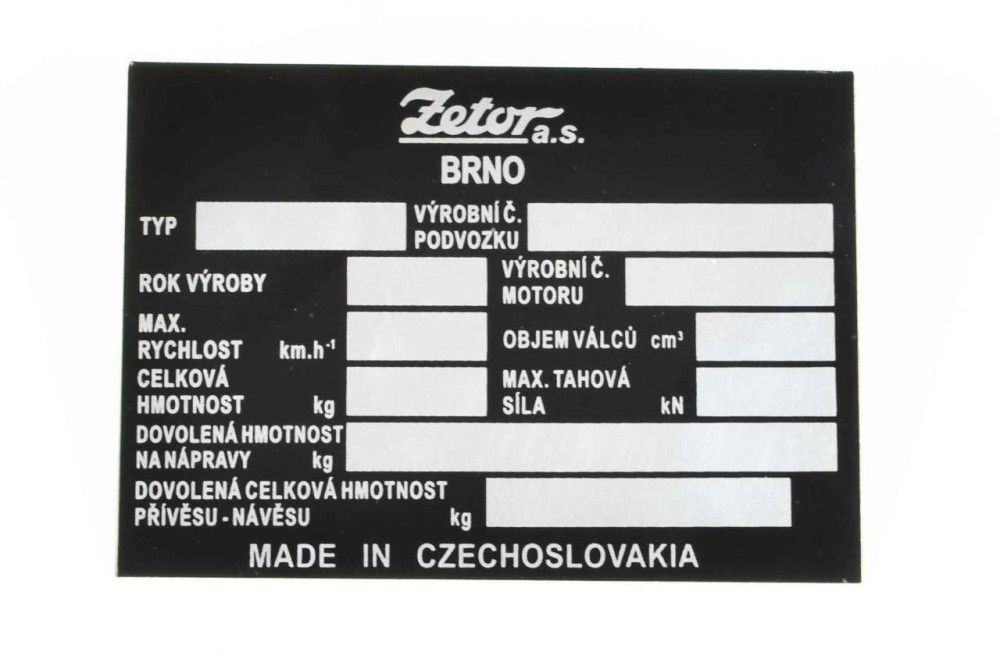 Zetor a.s.
BRNO
TYP
VÝROBNÍ Č.
PODVOZKU
ROK VÝROBY
VÝROBNÍ Č.
MOTORU
MAX.
RYCHLOST km.h⁻¹
OBJEM VÁLCŮ cm³
CELKOVÁ
HMOTNOST kg
MAX. TAHOVÁ
SÍLA kN
DOVOLENÁ HMOTNOST
NA NÁPRAVY kg
DOVOLENÁ CELKOVÁ HMOTNOST
PŘÍVĚSU - NÁVĚSU kg
MADE IN CZECHOSLOVAKIA